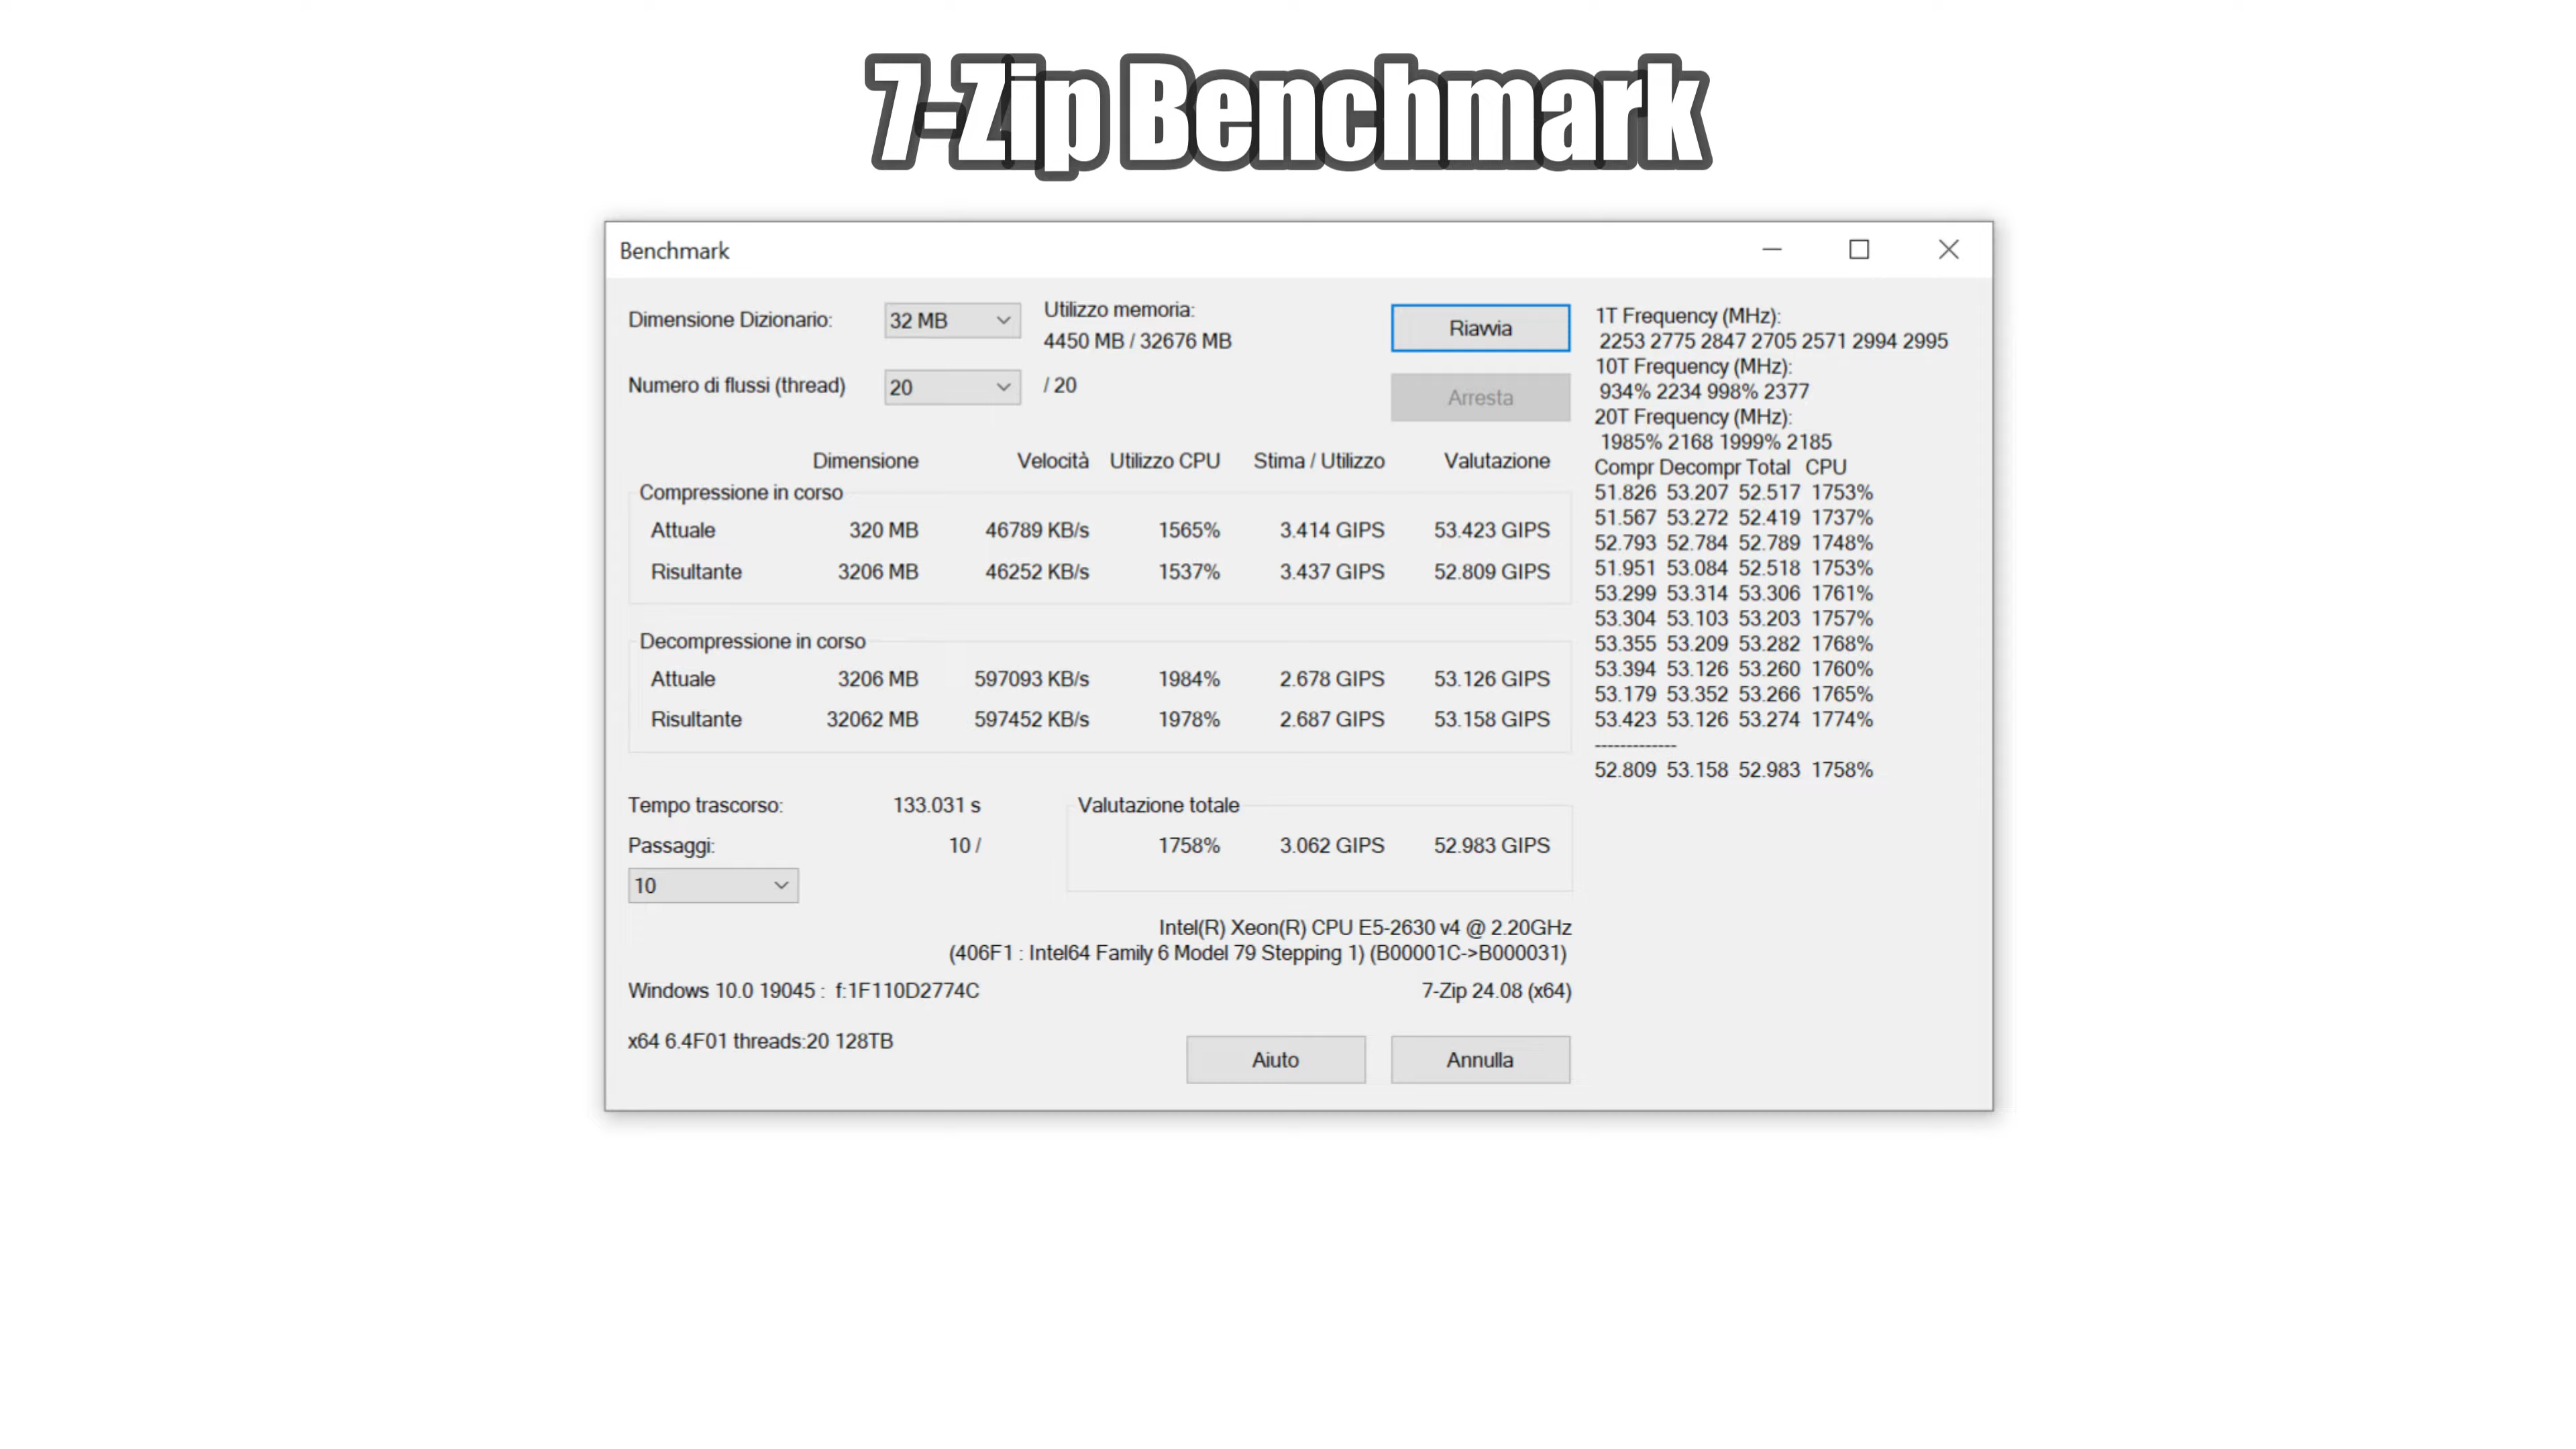 7-Zip Benchmark
Benchmark
Dimensione Dizionario: 32 MB
Utilizzo memoria:
4450 MB / 32676 MB
Riavvia
Numero di flussi (thread) 20 / 20
Arresta
Dimensione Velocità Utilizzo CPU Stima / Utilizzo Valutazione
Compressione in corso
Attuale 320 MB 46789 KB/s 1565% 3.414 GIPS 53.423 GIPS
Risultante 3206 MB 46252 KB/s 1537% 3.437 GIPS 52.809 GIPS
Decompressione in corso
Attuale 3206 MB 597093 KB/s 1984% 2.678 GIPS 53.126 GIPS
Risultante 32062 MB 597452 KB/s 1978% 2.687 GIPS 53.158 GIPS
Tempo trascorso: 133.031 s
Passaggi: 10 /
10
Valutazione totale
1758% 3.062 GIPS 52.983 GIPS
Intel(R) Xeon(R) CPU E5-2630 v4 @ 2.20GHz
(406F1 : Intel64 Family 6 Model 79 Stepping 1) (B00001C->B000031)
Windows 10.0 19045 : f:1F110D2774C
7-Zip 24.08 (x64)
x64 6.4F01 threads:20 128TB
Aiuto
Annulla
1T Frequency (MHz):
2253 2775 2847 2705 2571 2994 2995
10T Frequency (MHz):
934% 2234 998% 2377
20T Frequency (MHz):
1985% 2168 1999% 2185
Compr Decompr Total CPU
51.826 53.207 52.517 1753%
51.567 53.272 52.419 1737%
52.793 52.784 52.789 1748%
51.951 53.084 52.518 1753%
53.299 53.314 53.306 1761%
53.304 53.103 53.203 1757%
53.355 53.209 53.282 1768%
53.394 53.126 53.260 1760%
53.179 53.352 53.266 1765%
53.423 53.126 53.274 1774%
-------------
52.809 53.158 52.983 1758%